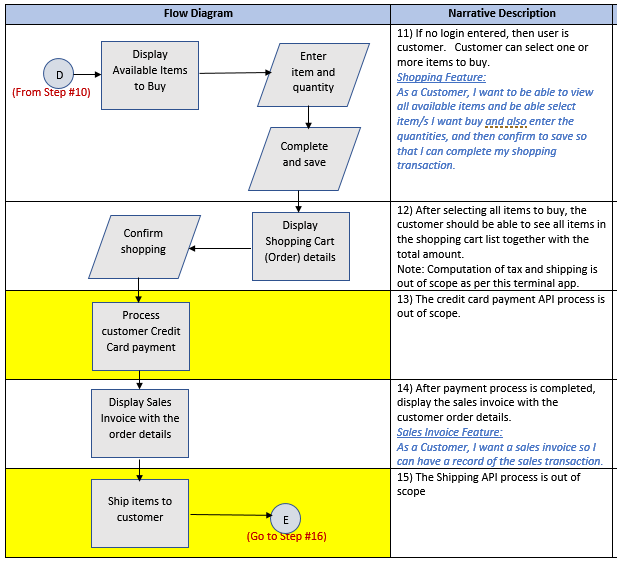 Flow Diagram
Narrative Description
D
(From Step #10)
Display
Available Items
to Buy
Enter
item and
quantity
Complete
and save
11) If no login entered, then user is
customer.   Customer can select one or
more items to buy.
Shopping Feature:
As a Customer, I want to be able to view
all available items and be able select
item/s I want buy and also enter the
quantities, and then confirm to save so
that I can complete my shopping
transaction.
Confirm
shopping
Display
Shopping Cart
(Order) details
12) After selecting all items to buy, the
customer should be able to see all items in
the shopping cart list together with the
total amount.
Note: Computation of tax and shipping is
out of scope as per this terminal app.
Process
customer Credit
Card payment
13) The credit card payment API process is
out of scope.
Display Sales
Invoice with the
order details
14) After payment process is completed,
display the sales invoice with the
customer order details.
Sales Invoice Feature:
As a Customer, I want a sales invoice so I
can have a record of the sales transaction.
Ship items to
customer
E
(Go to Step #16)
15) The Shipping API process is out of
scope